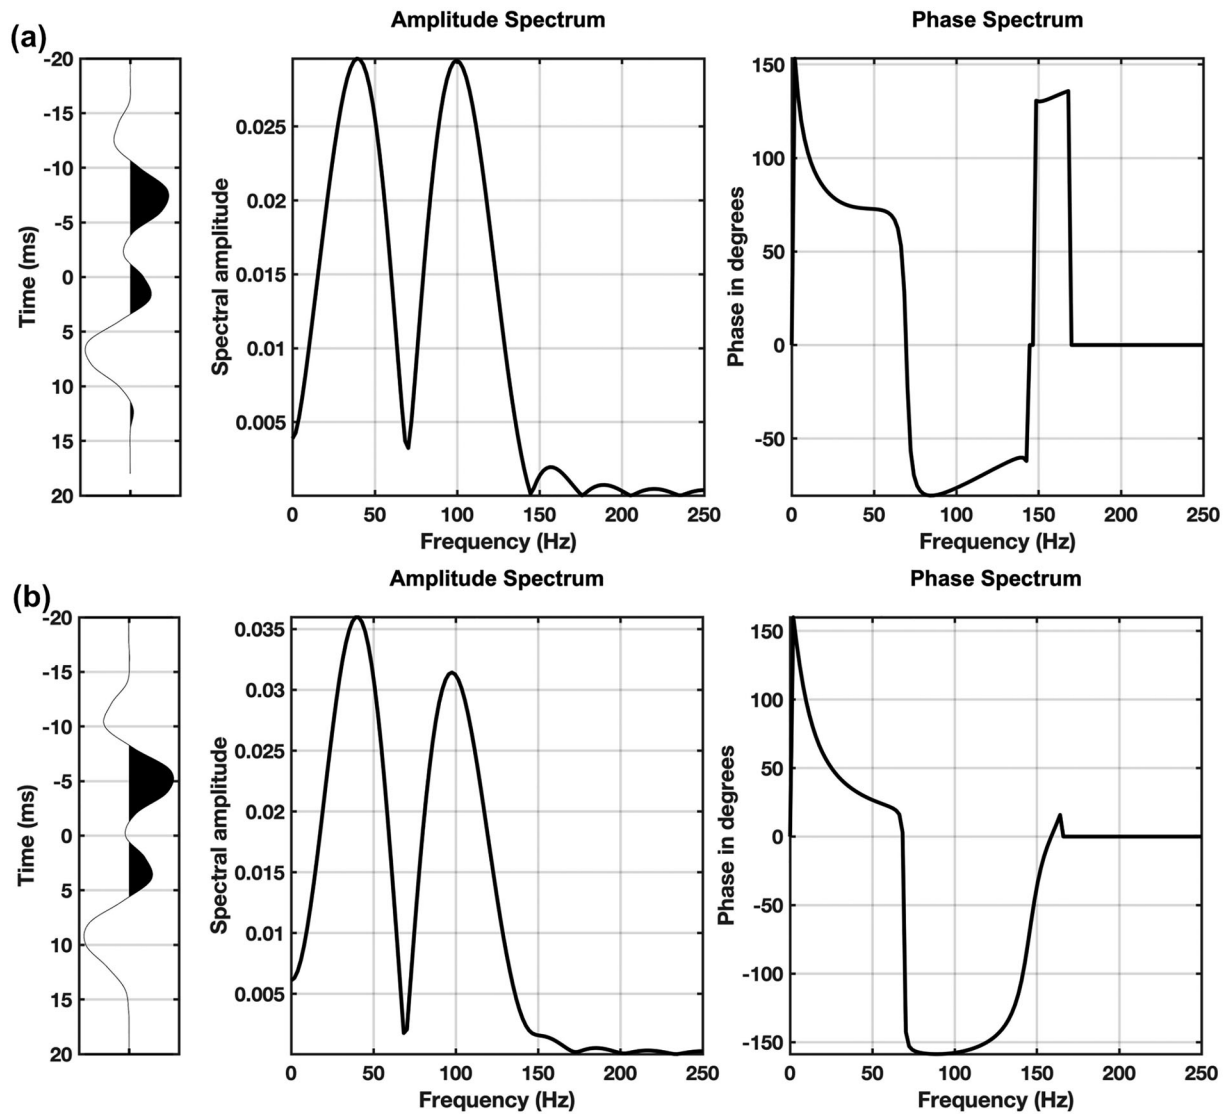 (a)
Amplitude Spectrum
Phase Spectrum
Time (ms)
-20
-15
-10
-5
0
5
10
15
20
Spectral amplitude
0.025
0.02
0.015
0.01
0.005
0 50 100 150 200 250
Frequency (Hz)
Phase in degrees
150
100
50
0
-50
0 50 100 150 200 250
Frequency (Hz)
(b)
Amplitude Spectrum
Phase Spectrum
Time (ms)
-20
-15
-10
-5
0
5
10
15
20
Spectral amplitude
0.035
0.03
0.025
0.02
0.015
0.01
0.005
0 50 100 150 200 250
Frequency (Hz)
Phase in degrees
150
100
50
0
-50
-100
-150
0 50 100 150 200 250
Frequency (Hz)